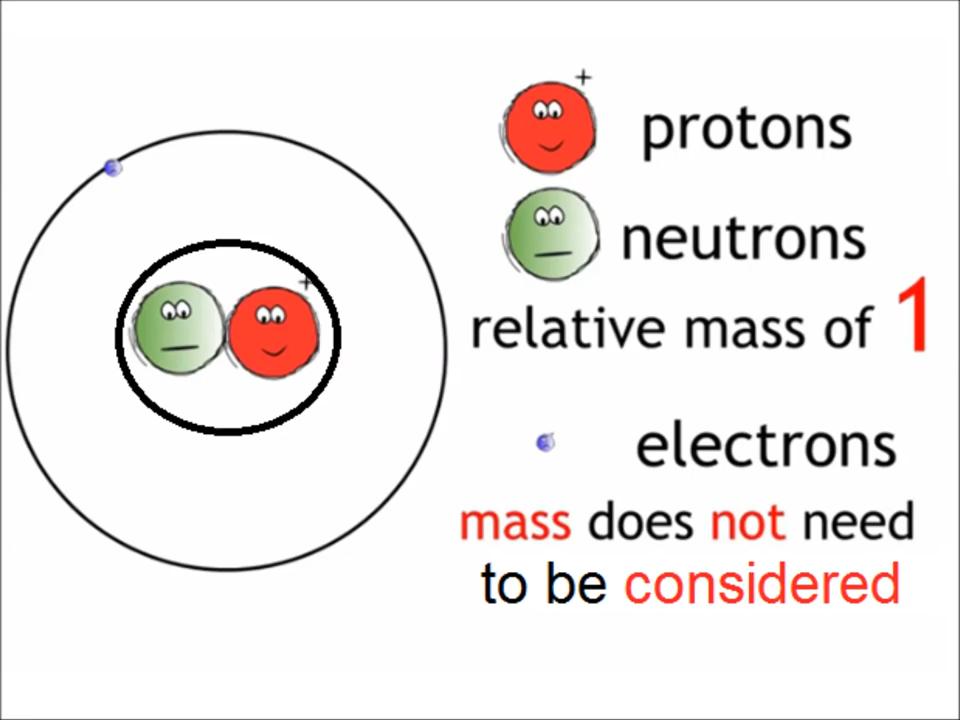 +
protons
neutrons
+
relative mass of 1
electrons
mass does not need
to be considered